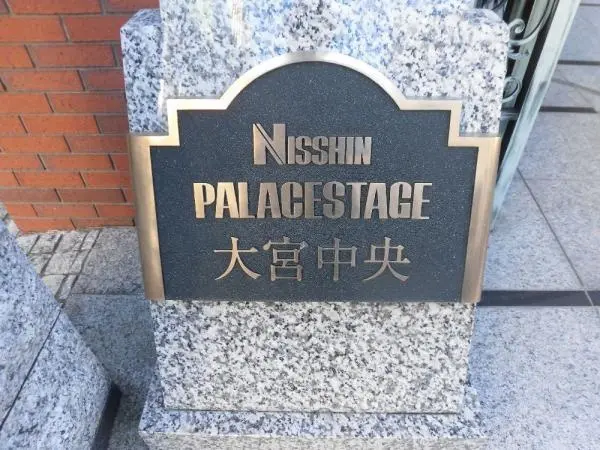 NISSHIN
PALACESTAGE
大宮中央